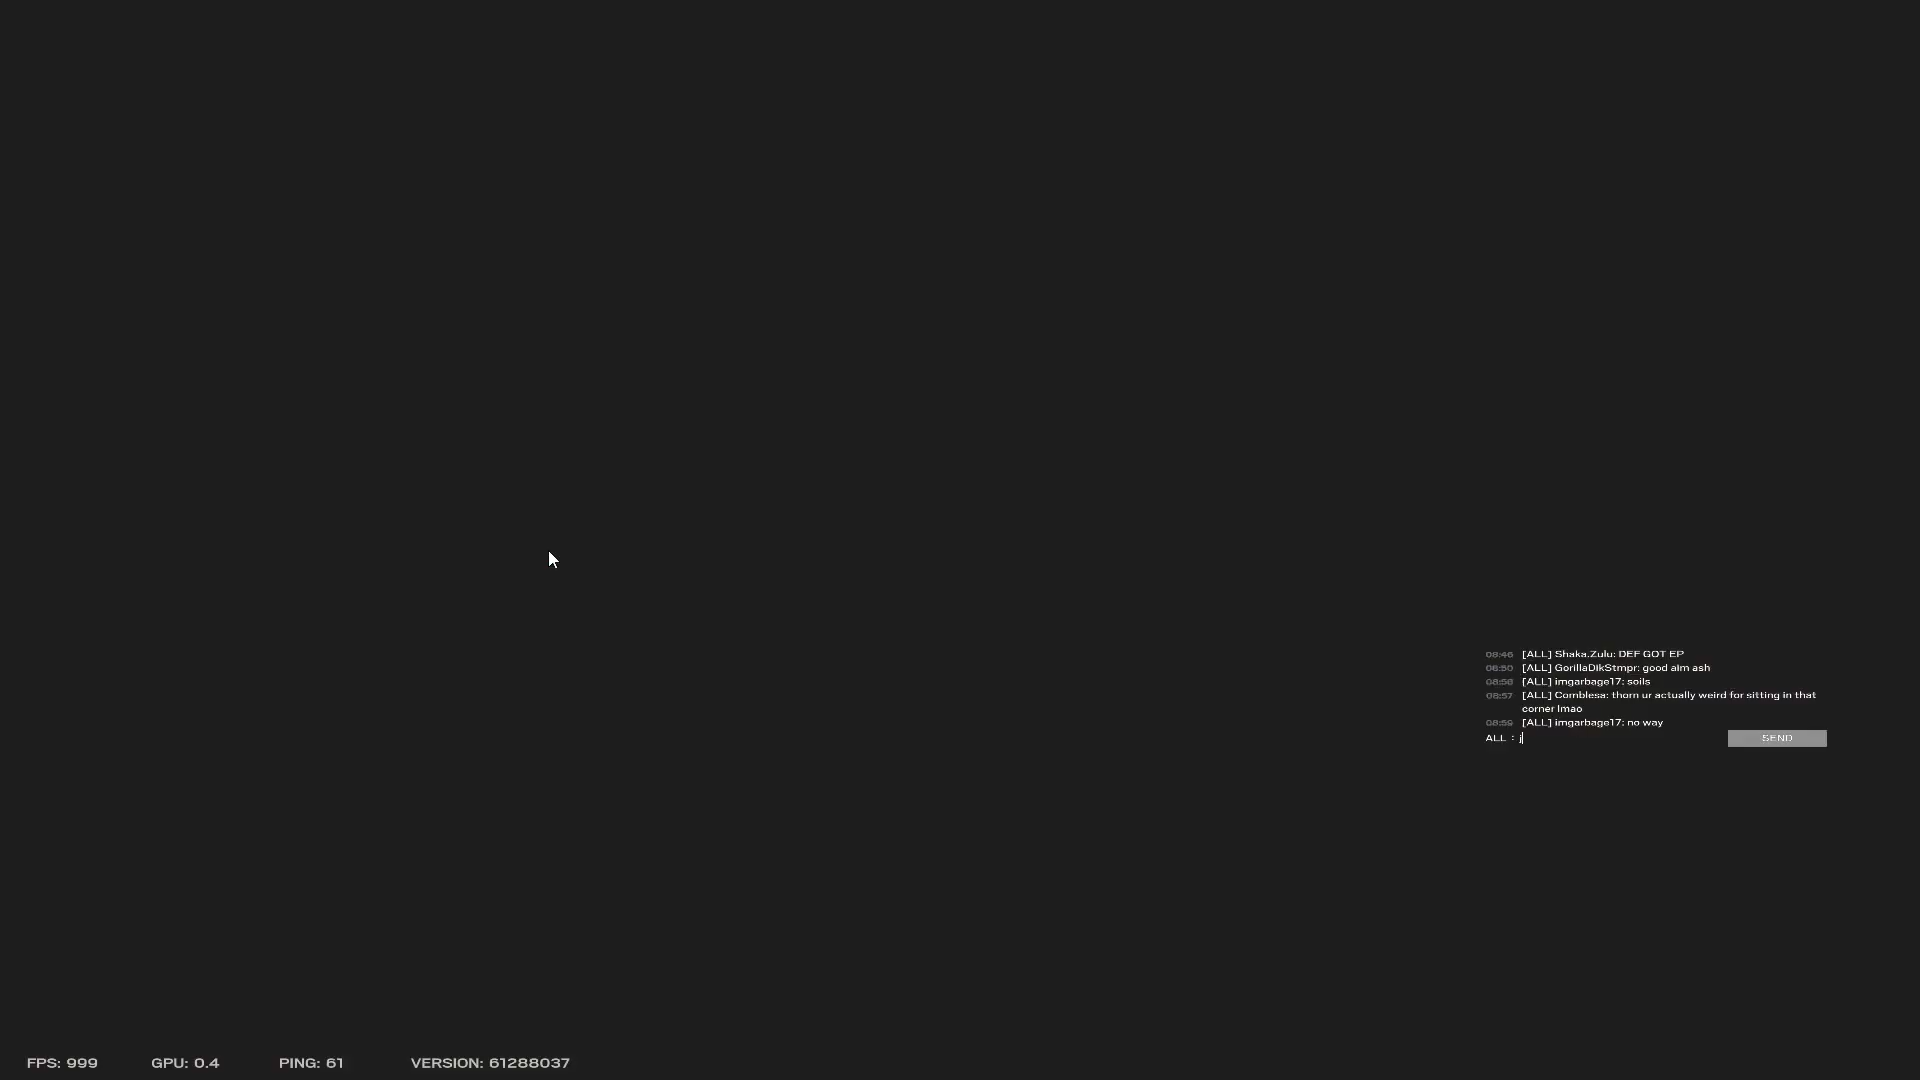 08:46 [ALL] Shaka.Zulu: DEF GOT EP
08:50 [ALL] GorillaDikStmpr: good aim ash
[ALL] imgarbage17: soils
08:57 [ALL] Comblesa: thorn ur actually weird for sitting in that
corner lmao
08:59 [ALL] imgarbage17: no way
ALL : j
SEND
FPS: 999 GPU: 0.4 PING: 61 VERSION: 61288037